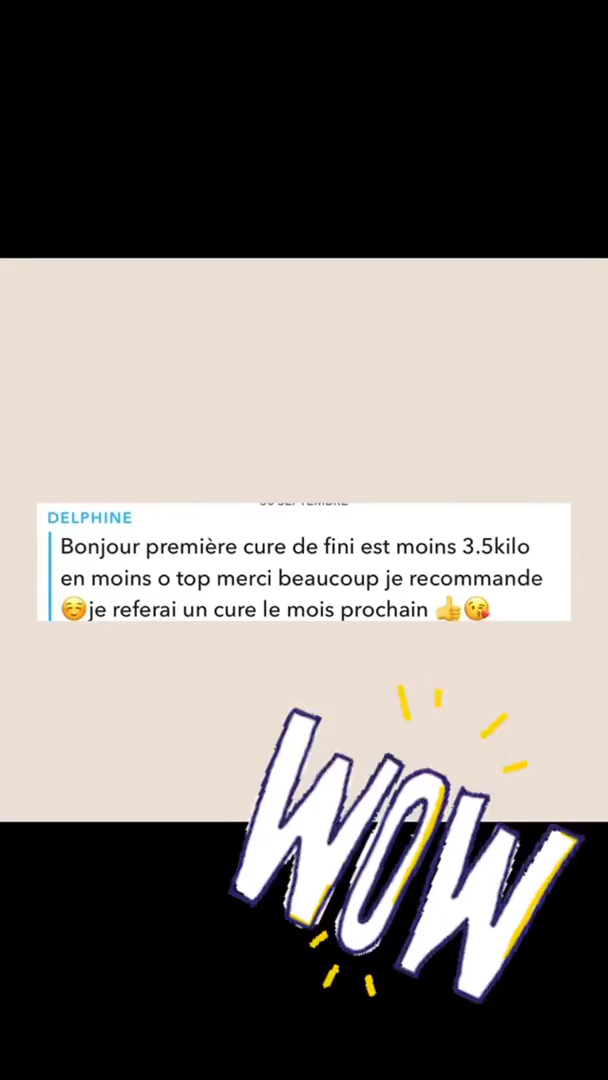 DELPHINE
Bonjour première cure de fini est moins 3.5kilo
en moins o top merci beaucoup je recommande
☺️je referai un cure le mois prochain 👍😘
WOW